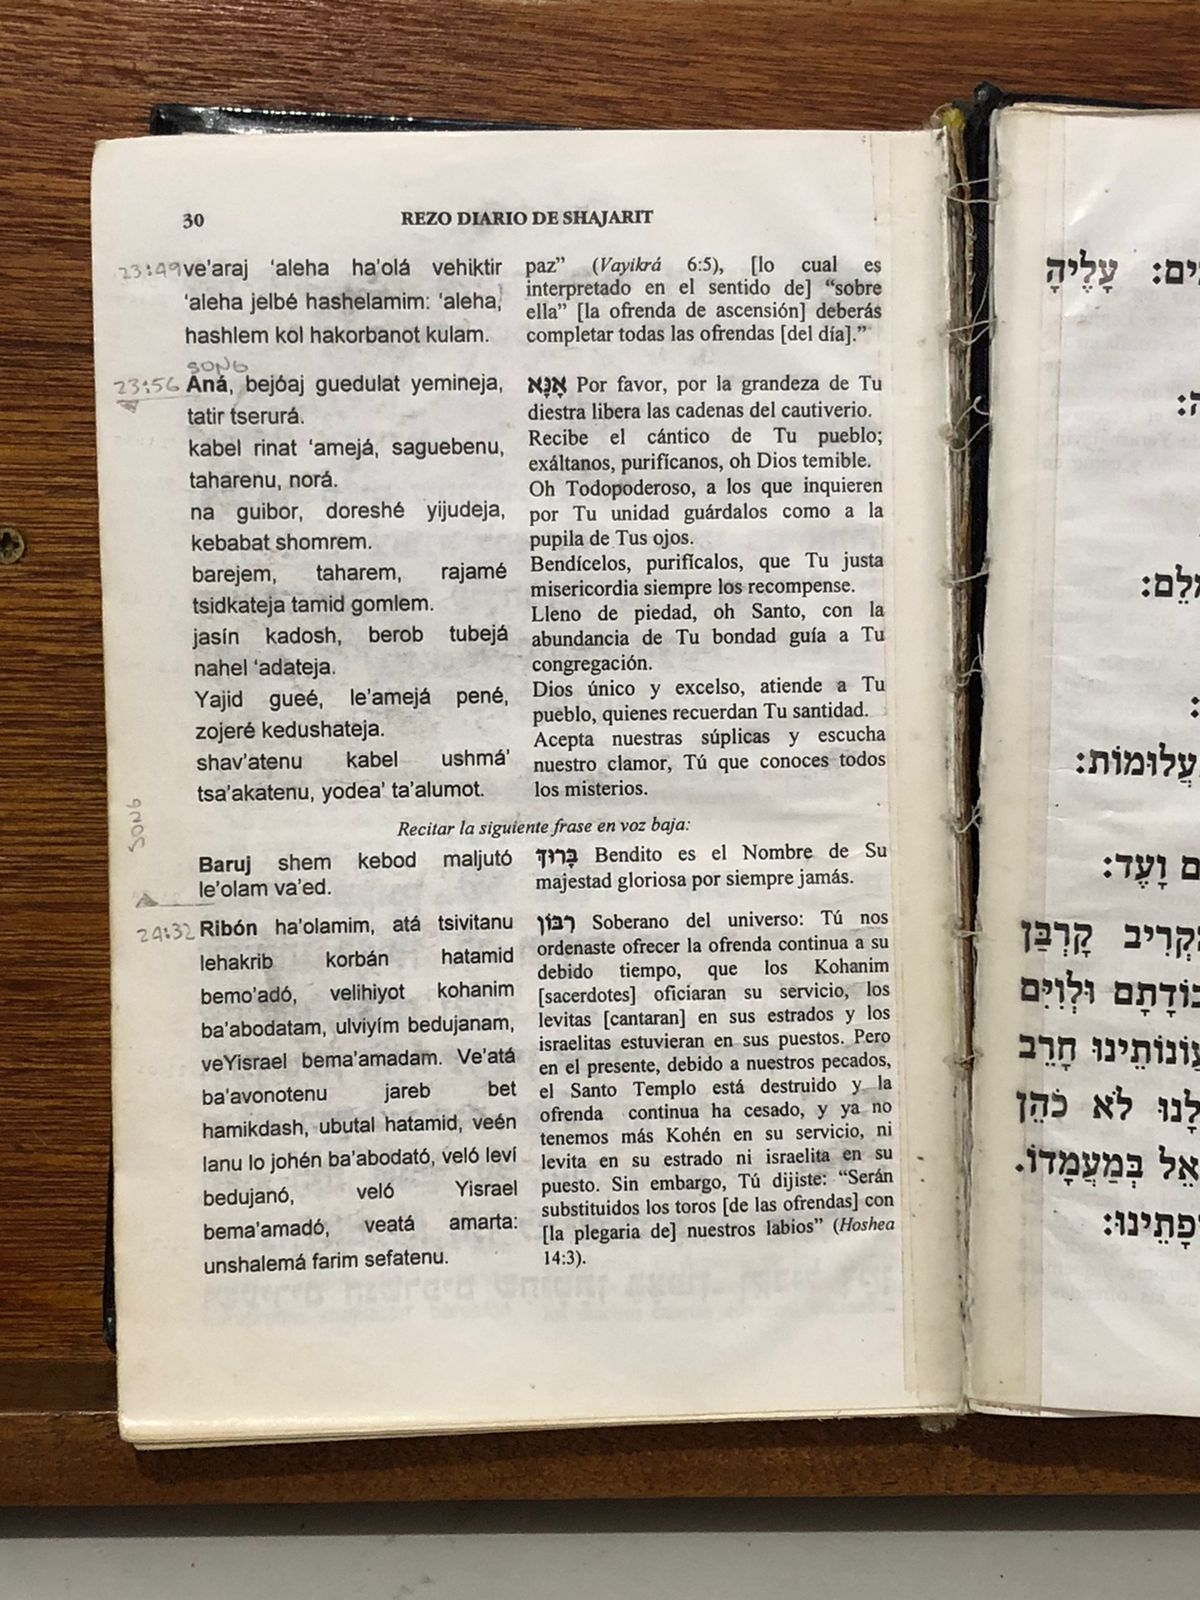 30
REZO DIARIO DE SHAJARIT
23:49
ve'araj 'aleha ha'olá vehiktir
'aleha jelbé hashelamim: 'aleha,
hashlem kol hakorbanot kulam.
SONG
23:56
Aná, bejóaj guedulat yemineja,
tatir tserurá.
kabel rinat 'amejá, saguebenu,
taharenu, norá.
na guibor, doreshé yijudeja,
kebabat shomrem.
barejem, taharem, rajamé
tsidkateja tamid gomlem.
jasín kadosh, berob tubejá
nahel 'adateja.
Yajid gueé, le'amejá pené,
zojeré kedushateja.
shav'atenu kabel ushmá'
tsa'akatenu, yodea' ta'alumot.
paz" (Vayikrá 6:5), [lo cual es
interpretado en el sentido de] "sobre
ella" [la ofrenda de ascensión] deberás
completar todas las ofrendas [del día]."
אָנָּא Por favor, por la grandeza de Tu
diestra libera las cadenas del cautiverio.
Recibe el cántico de Tu pueblo;
exáltanos, purifícanos, oh Dios temible.
Oh Todopoderoso, a los que inquieren
por Tu unidad guárdalos como a la
pupila de Tus ojos.
Bendícelos, purifícalos, que Tu justa
misericordia siempre los recompense.
Lleno de piedad, oh Santo, con la
abundancia de Tu bondad guía a Tu
congregación.
Dios único y excelso, atiende a Tu
pueblo, quienes recuerdan Tu santidad.
Acepta nuestras súplicas y escucha
nuestro clamor, Tú que conoces todos
los misterios.
Recitar la siguiente frase en voz baja:
SONG
Baruj shem kebod maljutó
le'olam va'ed.
בָּרוּךְ Bendito es el Nombre de Su
majestad gloriosa por siempre jamás.
24:32
Ribón ha'olamim, atá tsivitanu
lehakrib korbán hatamid
bemo'adó, velihiyot kohanim
ba'abodatam, ulviyím bedujanam,
veYisrael bema'amadam. Ve'atá
ba'avonotenu jareb bet
hamikdash, ubutal hatamid, veén
lanu lo johén ba'abodató, veló leví
bedujanó, veló Yisrael
bema'amadó, veatá amarta:
unshalemá farim sefatenu.
רִבּוֹן Soberano del universo: Tú nos
ordenaste ofrecer la ofrenda continua a su
debido tiempo, que los Kohanim
[sacerdotes] oficiaran su servicio, los
levitas [cantaran] en sus estrados y los
israelitas estuvieran en sus puestos. Pero
en el presente, debido a nuestros pecados,
el Santo Templo está destruido y la
ofrenda continua ha cesado, y ya no
tenemos más Kohén en su servicio, ni
levita en su estrado ni israelita en su
puesto. Sin embargo, Tú dijiste: "Serán
substituidos los toros [de las ofrendas] con
[la plegaria de] nuestros labios" (Hoshea
14:3).
עָלֶיהָ
עֲלוּמוֹת:
וָעֶד:
קָרְבַּן
וּלְוִיִּם
חָרֵב
לָנוּ לֹא כֹהֵן
בְּמַעֲמָדוֹ.